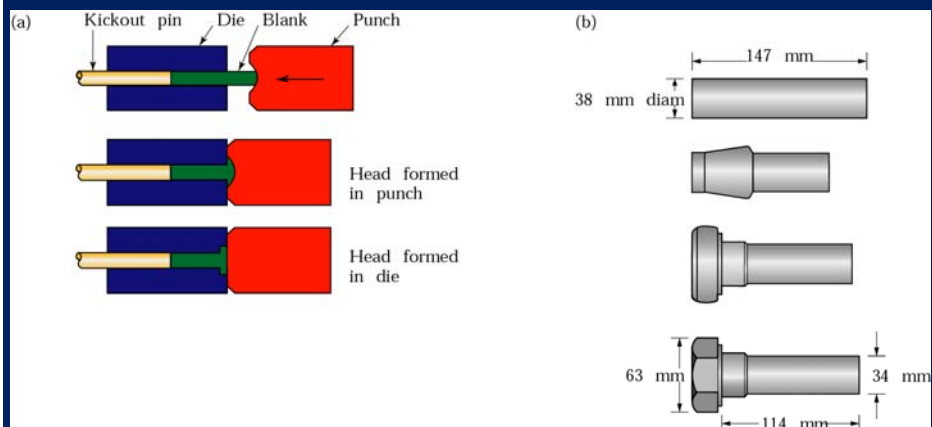 (a)
Kickout pin
Die
Blank
Punch
Head formed
in punch
Head formed
in die
(b)
147 mm
38 mm diam
63 mm
34 mm
114 mm